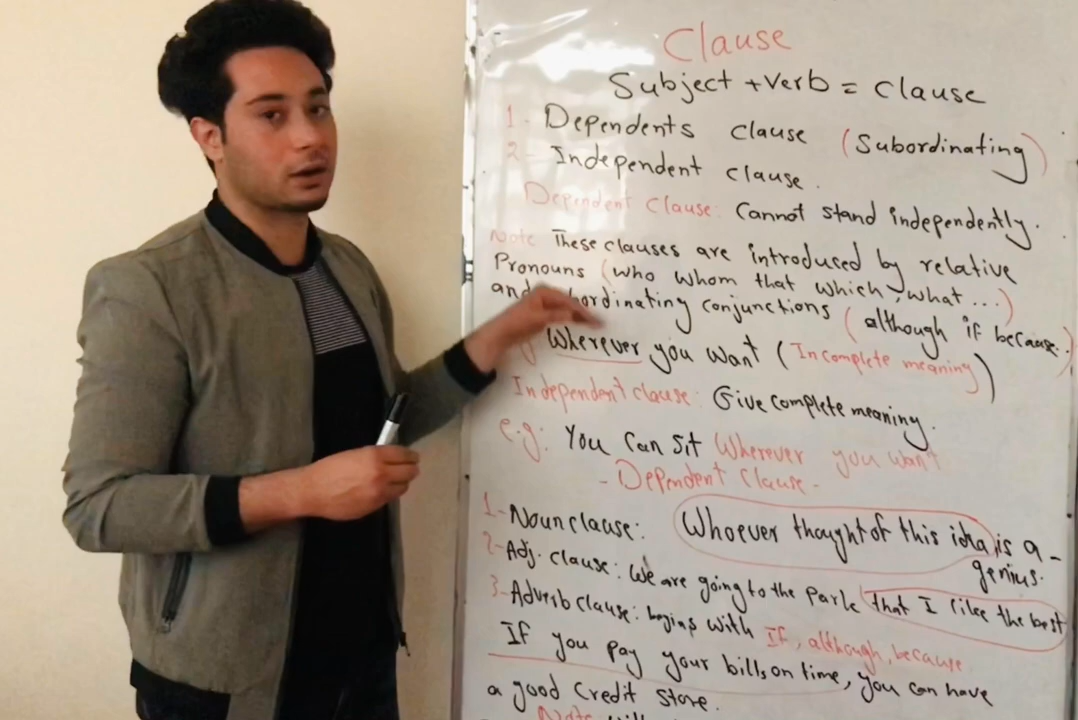 Clause
Subject + Verb = Clause
1- Dependents clause (Subordinating)
2- Independent clause.
Dependent Clause: Cannot stand independently.
Note These clauses are introduced by relative
Pronouns (who whom that which, what ...)
and conjunctions (although if because..)
Wherever you want (Incomplete meaning)
Independent clause: Give complete meaning.
e.g: You Can Sit Wherever you want
- Dependent Clause -
1- Noun clause: Whoever thought of this idea is a -
genius.
2- Adj. clause: We are going to the Park that I like the best
3- Adverb Clause: begins with If, although, because
If you pay your bills on time, you can have
a good Credit store.
Note